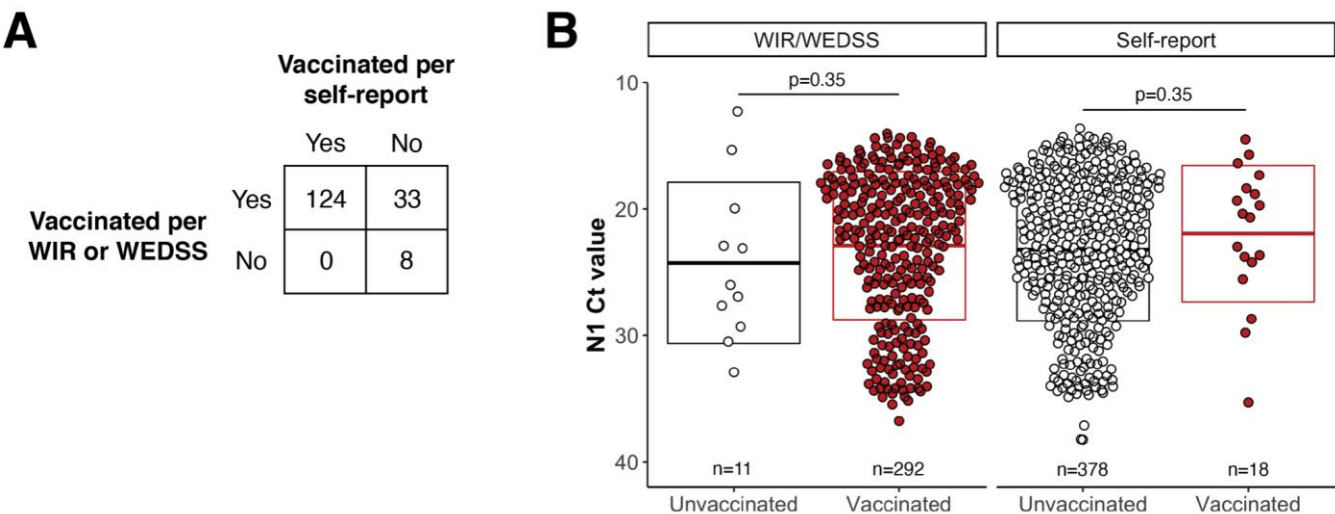 A
Vaccinated per
self-report
Yes No
Vaccinated per
WIR or WEDSS
Yes 124 33
No 0 8
B
WIR/WEDSS Self-report
p=0.35 p=0.35
N1 Ct value
10
20
30
40
n=11 n=292 n=378 n=18
Unvaccinated Vaccinated Unvaccinated Vaccinated